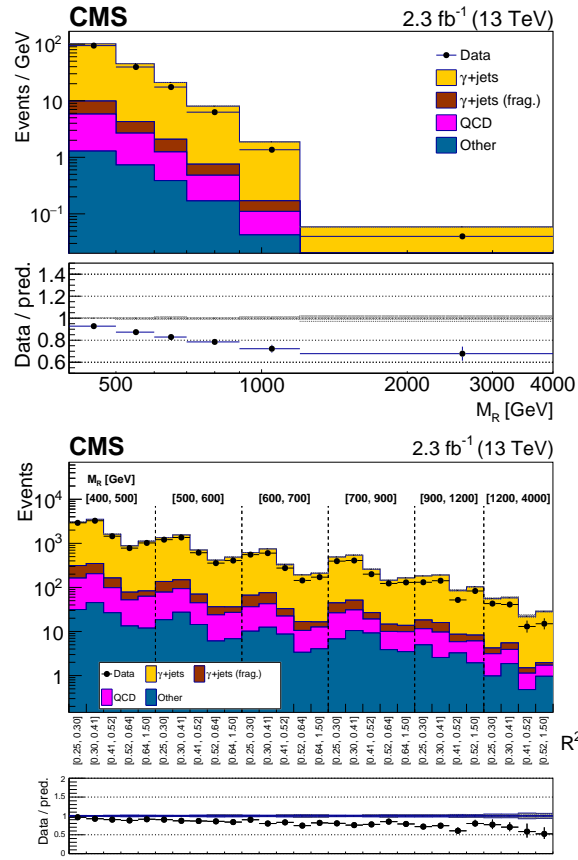 CMS 2.3 fb⁻¹ (13 TeV)
Events / GeV
10²
10
1
10⁻¹
Data
γ+jets
γ+jets (frag.)
QCD
Other
Data / pred.
1.4
1.2
1
0.8
0.6
500 1000 2000 3000 4000
M_R [GeV]
CMS 2.3 fb⁻¹ (13 TeV)
Events
M_R [GeV]
[400, 500] [500, 600] [600, 700] [700, 900] [900, 1200] [1200, 4000]
10⁴
10³
10²
10
1
Data γ+jets γ+jets (frag.)
QCD Other
[0.25, 0.30] [0.30, 0.41] [0.41, 0.52] [0.52, 0.64] [0.64, 1.50] [0.25, 0.30] [0.30, 0.41] [0.41, 0.52] [0.52, 0.64] [0.64, 1.50] [0.25, 0.30] [0.30, 0.41] [0.41, 0.52] [0.52, 0.64] [0.64, 1.50] [0.25, 0.30] [0.30, 0.41] [0.41, 0.52] [0.52, 0.64] [0.64, 1.50] [0.25, 0.30] [0.30, 0.41] [0.41, 0.52] [0.52, 1.50] [0.25, 0.30] [0.30, 0.41] [0.41, 0.52] [0.52, 1.50]
R²
Data / pred.
2
1.5
1
0.5
0